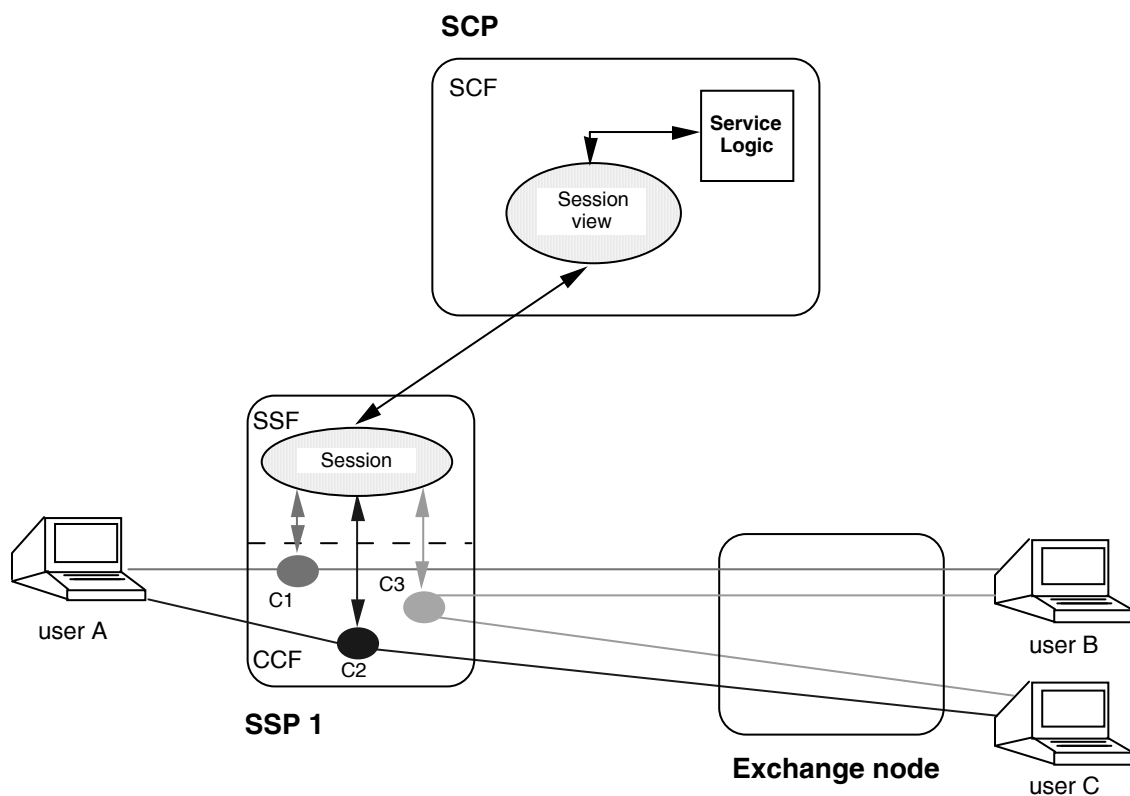 SCP
SCF
Service
Logic
Session
view
SSF
Session
C1
C3
user A
CCF
C2
user B
SSP 1
Exchange node
user C